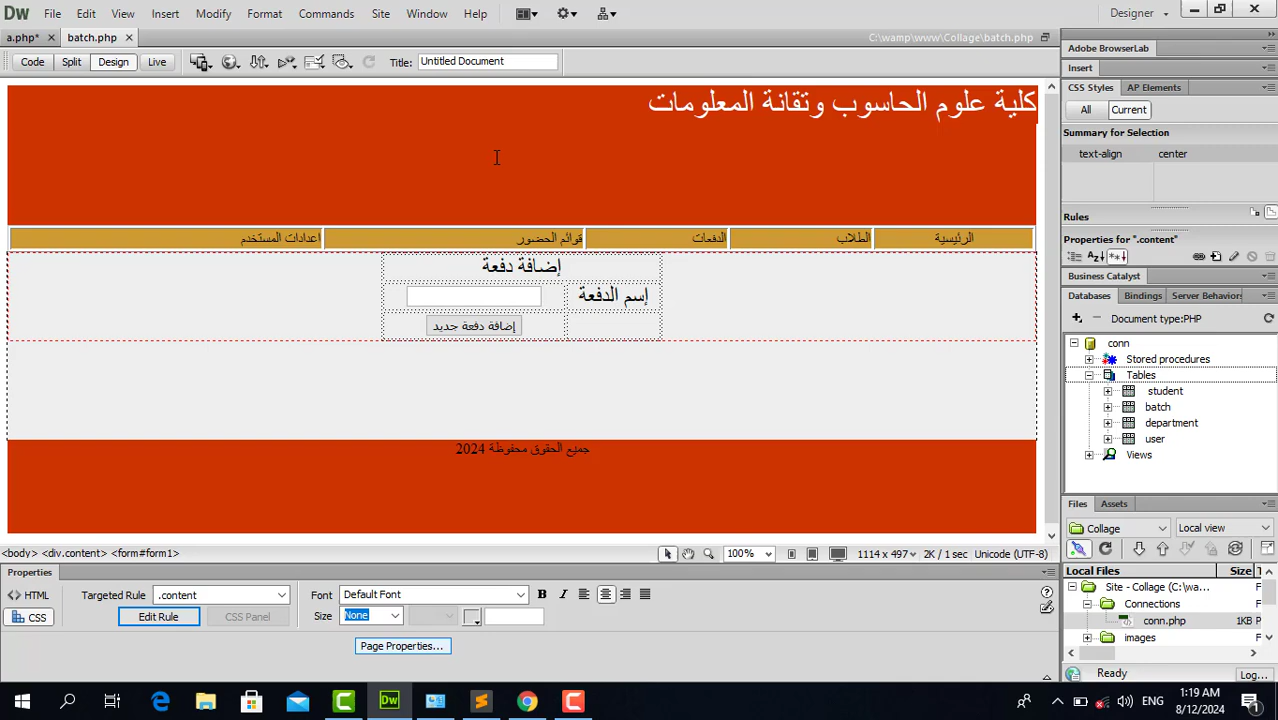 Dw File Edit View Insert Modify Format Commands Site Window Help Designer
a.php* batch.php C:\wamp\www\Collage\batch.php
Code Split Design Live Title: Untitled Document
كلية علوم الحاسوب وتقانة المعلومات
الرئيسية الطلاب الدفعات قوائم الحضور اعدادات المستخدم
إضافة دفعة
إسم الدفعة
إضافة دفعة جديد
جميع الحقوق محفوظة 2024
<body> <div.content> <form#form1> 100% 1114 x 497 2K / 1 sec Unicode (UTF-8)
Properties
HTML Targeted Rule .content Font Default Font B I
CSS Edit Rule CSS Panel Size None
Page Properties...
Adobe BrowserLab
Insert
CSS Styles AP Elements
All Current
Summary for Selection
text-align center
Rules
Properties for ".content"
Business Catalyst
Databases Bindings Server Behaviors
Document type:PHP
conn
Stored procedures
Tables
student
batch
department
user
Views
Files Assets
Collage Local view
Local Files Size
Site - Collage (C:\wa... F
Connections F
conn.php 1KB P
images F
Ready Log...
ENG 1:19 AM
8/12/2024